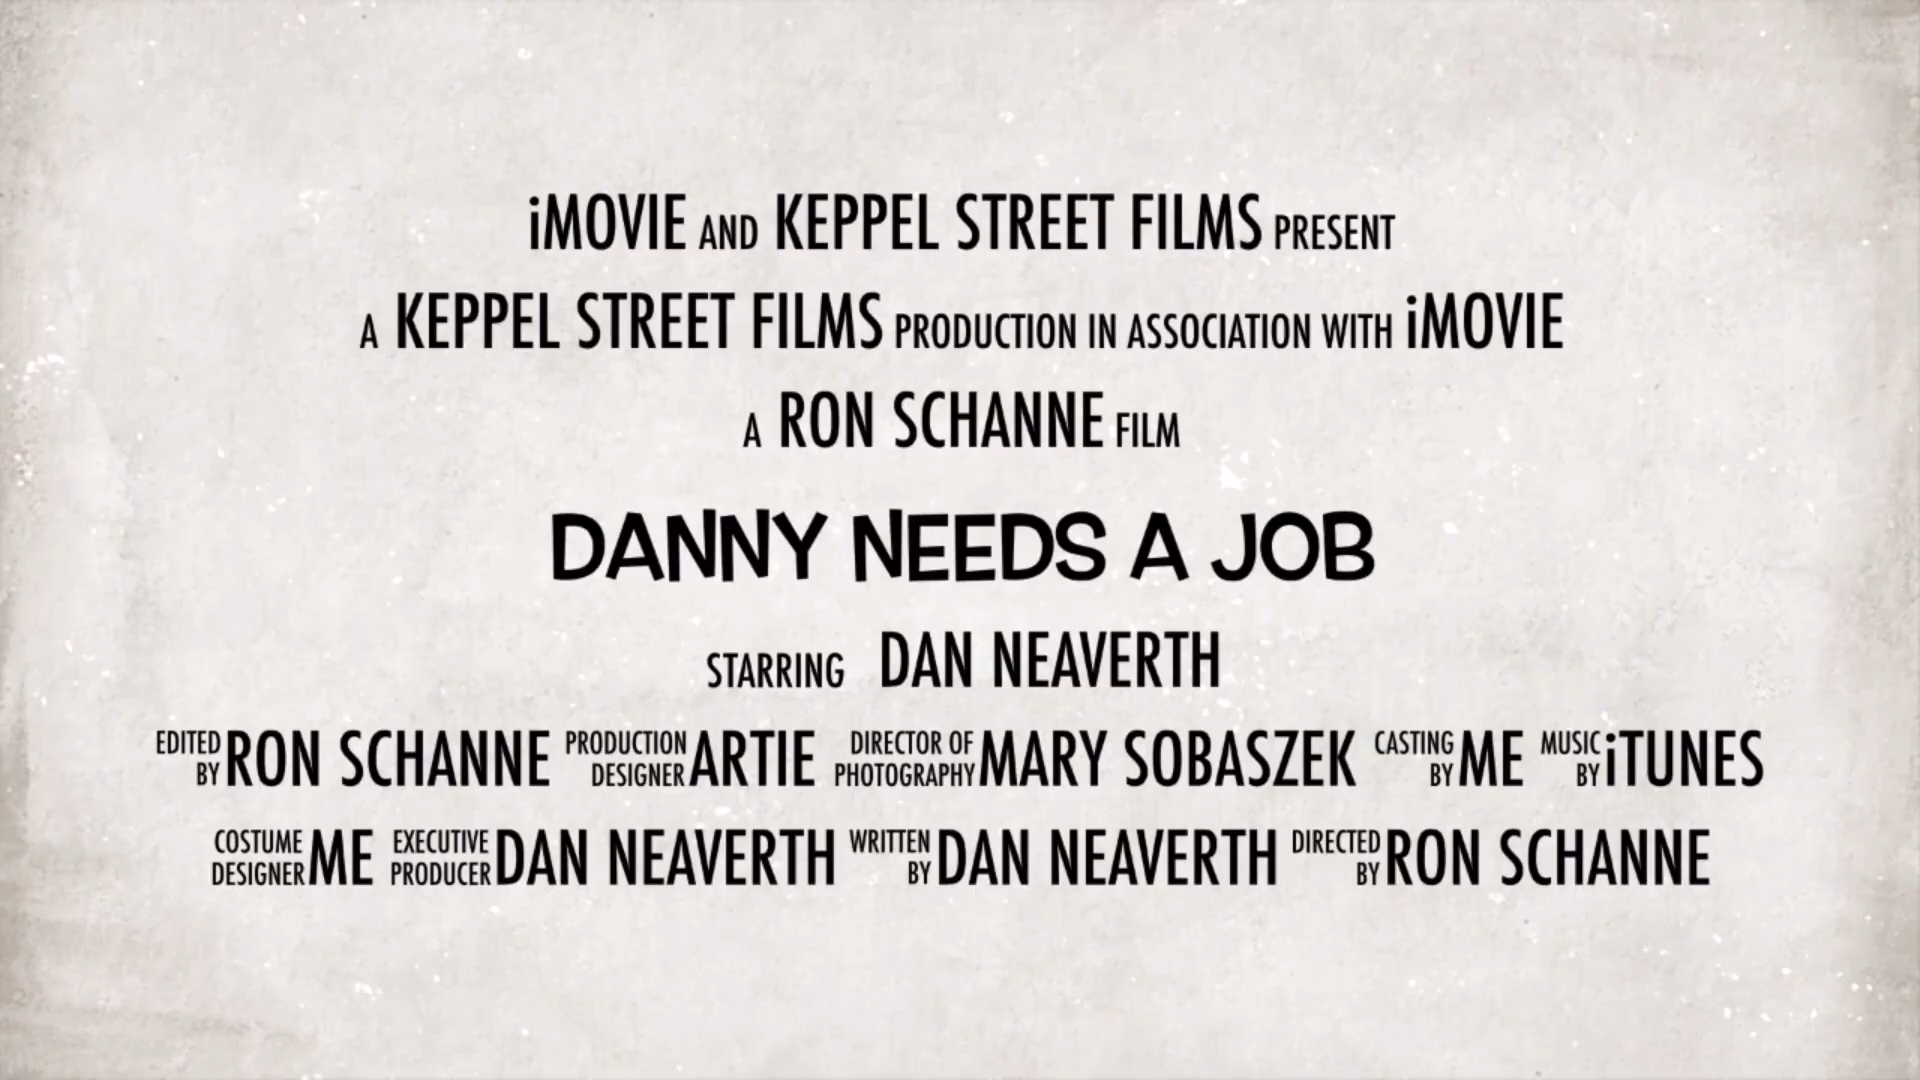 iMOVIE AND KEPPEL STREET FILMS PRESENT
A KEPPEL STREET FILMS PRODUCTION IN ASSOCIATION WITH iMOVIE
A RON SCHANNE FILM
DANNY NEEDS A JOB
STARRING DAN NEAVERTH
EDITED BY RON SCHANNE PRODUCTION DESIGNER ARTIE DIRECTOR OF PHOTOGRAPHY MARY SOBASZEK CASTING BY ME MUSIC BY iTUNES
COSTUME DESIGNER ME EXECUTIVE PRODUCER DAN NEAVERTH WRITTEN BY DAN NEAVERTH DIRECTED BY RON SCHANNE